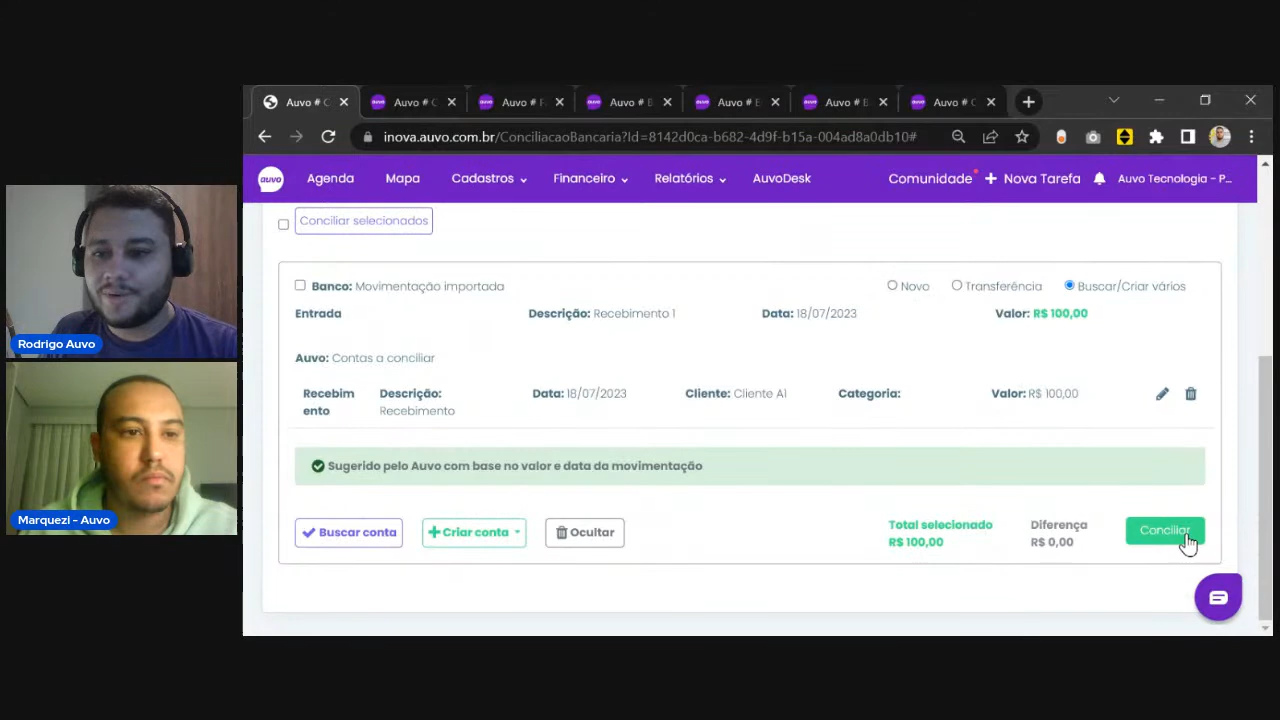 Auvo # C
Auvo # C
Auvo #
Auvo # B
Auvo #
Auvo # B
Auvo # C
inova.auvo.com.br/ConciliacaoBancaria?Id=8142d0ca-b682-4d9f-b15a-004ad8a0db10#
auvo
Agenda
Mapa
Cadastros
Financeiro
Relatórios
AuvoDesk
Comunidade
Nova Tarefa
Auvo Tecnologia - P...
Conciliar selecionados
Banco: Movimentação importada
Novo
Transferência
Buscar/Criar vários
Entrada
Descrição: Recebimento 1
Data: 18/07/2023
Valor: R$ 100,00
Auvo: Contas a conciliar
Recebim
ento
Descrição:
Recebimento
Data: 18/07/2023
Cliente: Cliente A1
Categoria:
Valor: R$ 100,00
Sugerido pelo Auvo com base no valor e data da movimentação
Buscar conta
Criar conta
Ocultar
Total selecionado
R$ 100,00
Diferença
R$ 0,00
Conciliar
Rodrigo Auvo
Marquezi - Auvo